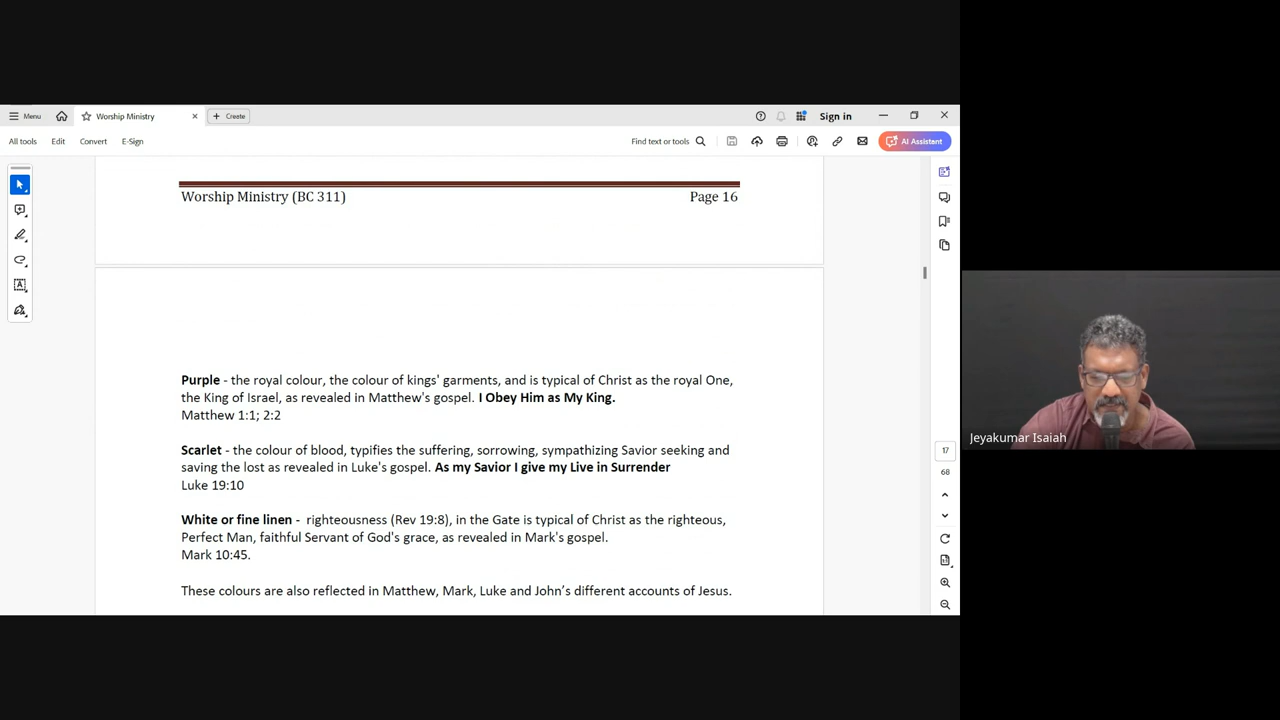 Menu
Worship Ministry
Create
Sign in
All tools
Edit
Convert
E-Sign
Find text or tools
AI Assistant
Worship Ministry (BC 311)
Page 16
Purple - the royal colour, the colour of kings' garments, and is typical of Christ as the royal One,
the King of Israel, as revealed in Matthew's gospel. I Obey Him as My King.
Matthew 1:1; 2:2
Scarlet - the colour of blood, typifies the suffering, sorrowing, sympathizing Savior seeking and
saving the lost as revealed in Luke's gospel. As my Savior I give my Live in Surrender
Luke 19:10
White or fine linen - righteousness (Rev 19:8), in the Gate is typical of Christ as the righteous,
Perfect Man, faithful Servant of God's grace, as revealed in Mark's gospel.
Mark 10:45.
These colours are also reflected in Matthew, Mark, Luke and John’s different accounts of Jesus.
17
68
Jeyakumar Isaiah